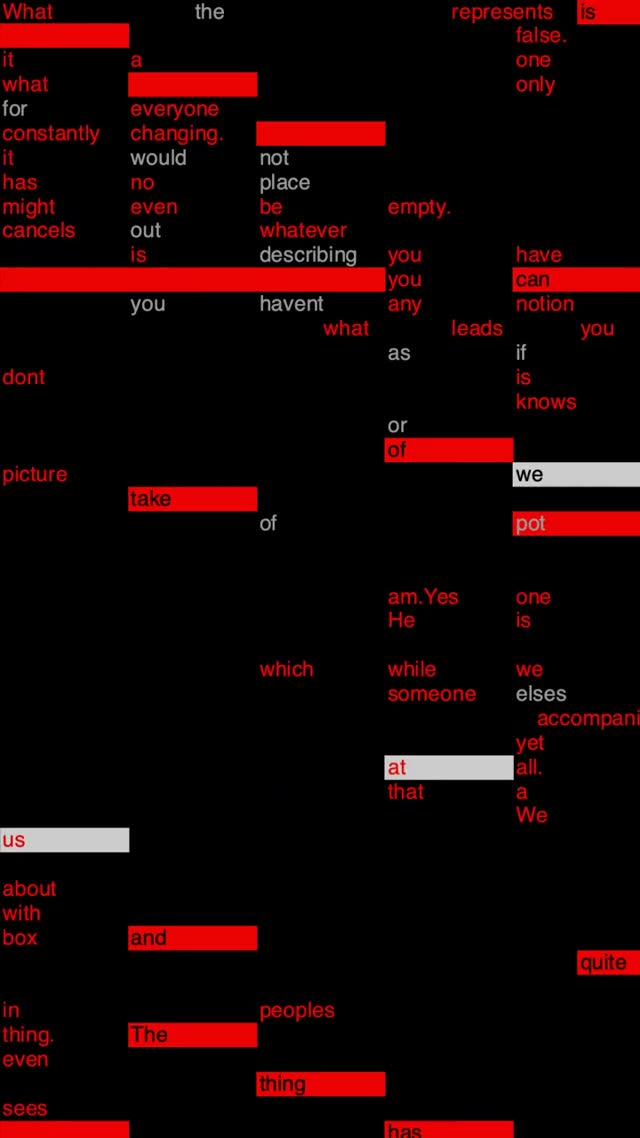 What the represents is
false.
it a one
what only
for everyone
constantly changing.
it would not
has no place
might even be empty.
cancels out whatever
is describing you have
you can
you havent any notion
what leads you
as if
dont is
knows
or
of
picture we
take
of pot
am.Yes one
He is
which while we
someone elses
accompani
yet
at all.
that a
We
us
about
with
box and
quite
in peoples
thing. The
even
thing
sees
has